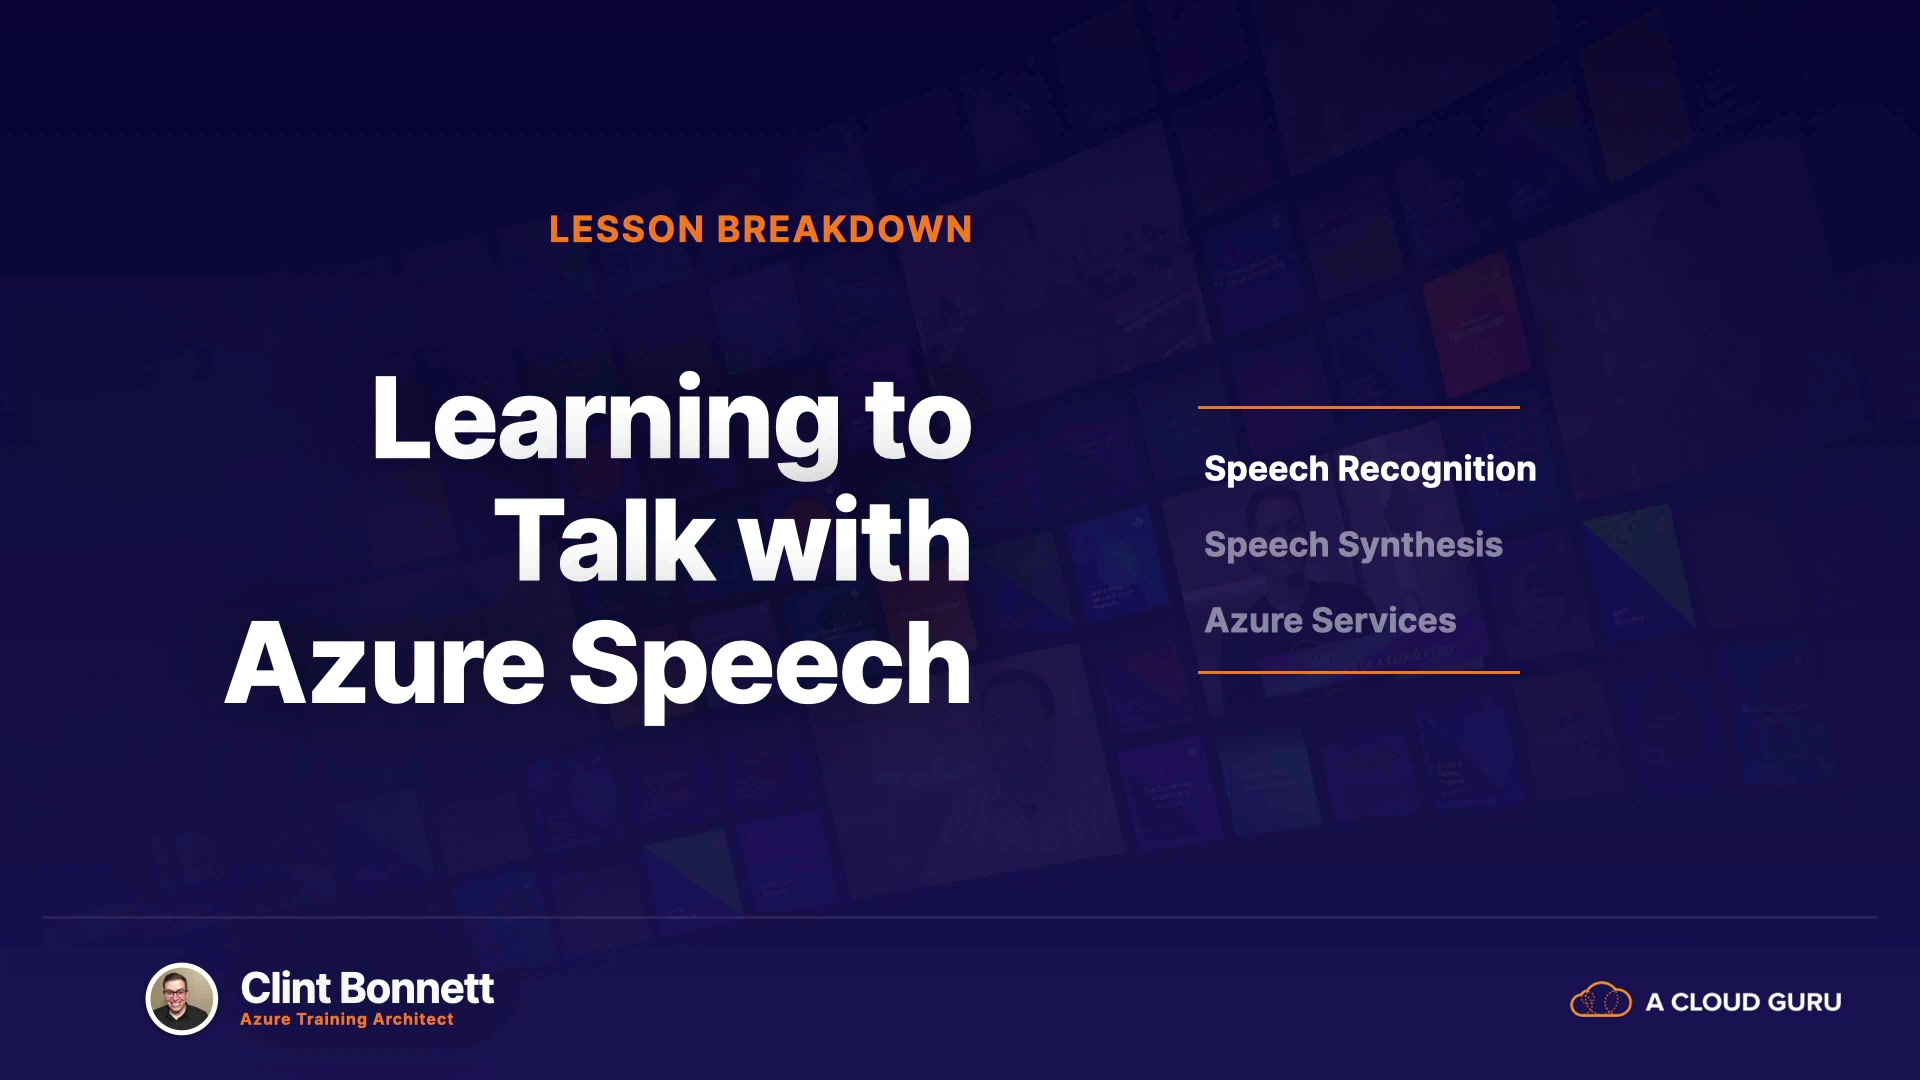 LESSON BREAKDOWN
Learning to
Talk with
Azure Speech
Speech Recognition
Speech Synthesis
Azure Services
Clint Bonnett
Azure Training Architect
A CLOUD GURU